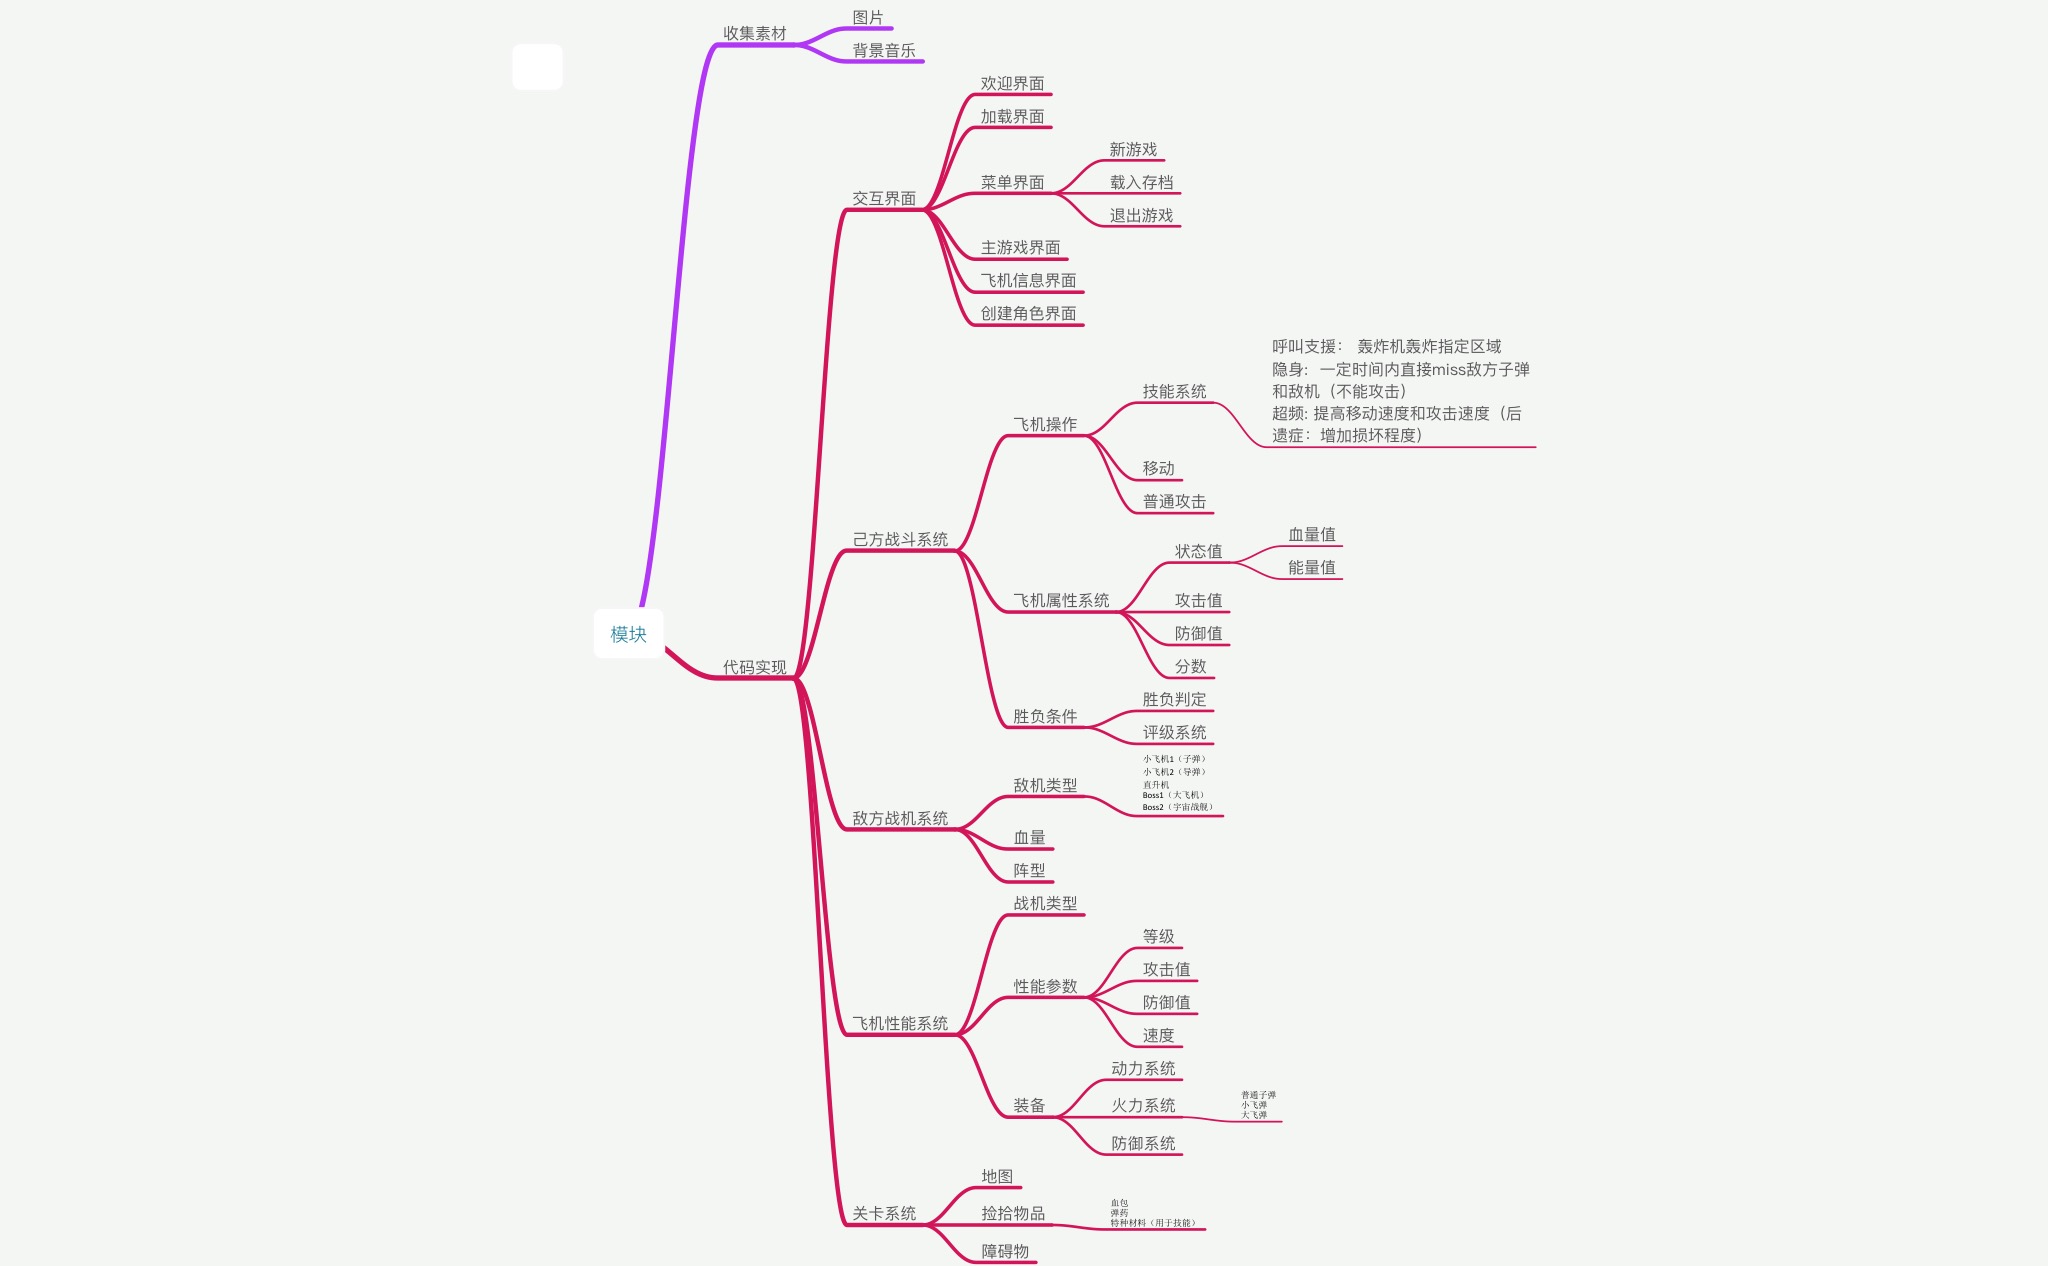 图片
收集素材
背景音乐
欢迎界面
加载界面
新游戏
菜单界面
载入存档
交互界面
退出游戏
主游戏界面
飞机信息界面
创建角色界面
呼叫支援： 轰炸机轰炸指定区域
隐身：一定时间内直接miss敌方子弹
和敌机（不能攻击）
超频: 提高移动速度和攻击速度（后
遗症：增加损坏程度）
技能系统
飞机操作
移动
普通攻击
己方战斗系统
血量值
状态值
能量值
飞机属性系统
攻击值
防御值
分数
模块
代码实现
胜负判定
胜负条件
评级系统
小飞机1（子弹）
小飞机2（导弹）
直升机
Boss1（大飞机）
Boss2（宇宙战舰）
敌机类型
敌方战机系统
血量
阵型
战机类型
等级
攻击值
性能参数
防御值
飞机性能系统
速度
动力系统
装备
火力系统
普通子弹
小飞弹
大飞弹
防御系统
地图
关卡系统
捡拾物品
血包
弹药
特种材料（用于技能）
障碍物